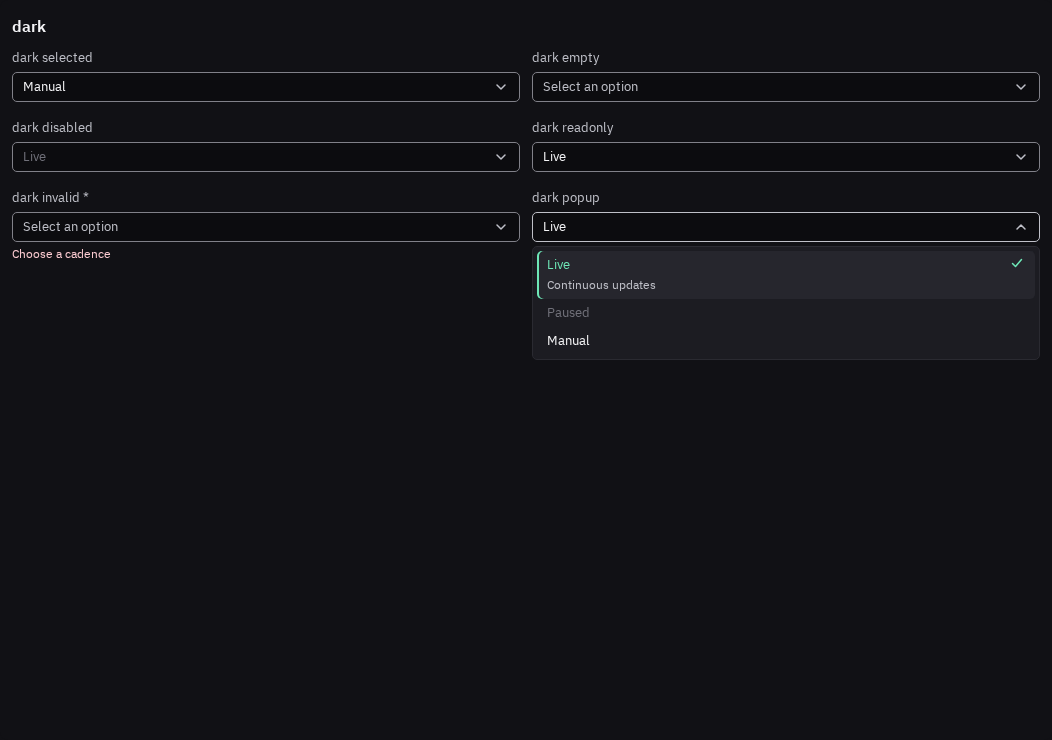 dark
dark selected
Manual
dark empty
Select an option
dark disabled
Live
dark readonly
Live
dark invalid *
Select an option
Choose a cadence
dark popup
Live
Live
Continuous updates
Paused
Manual